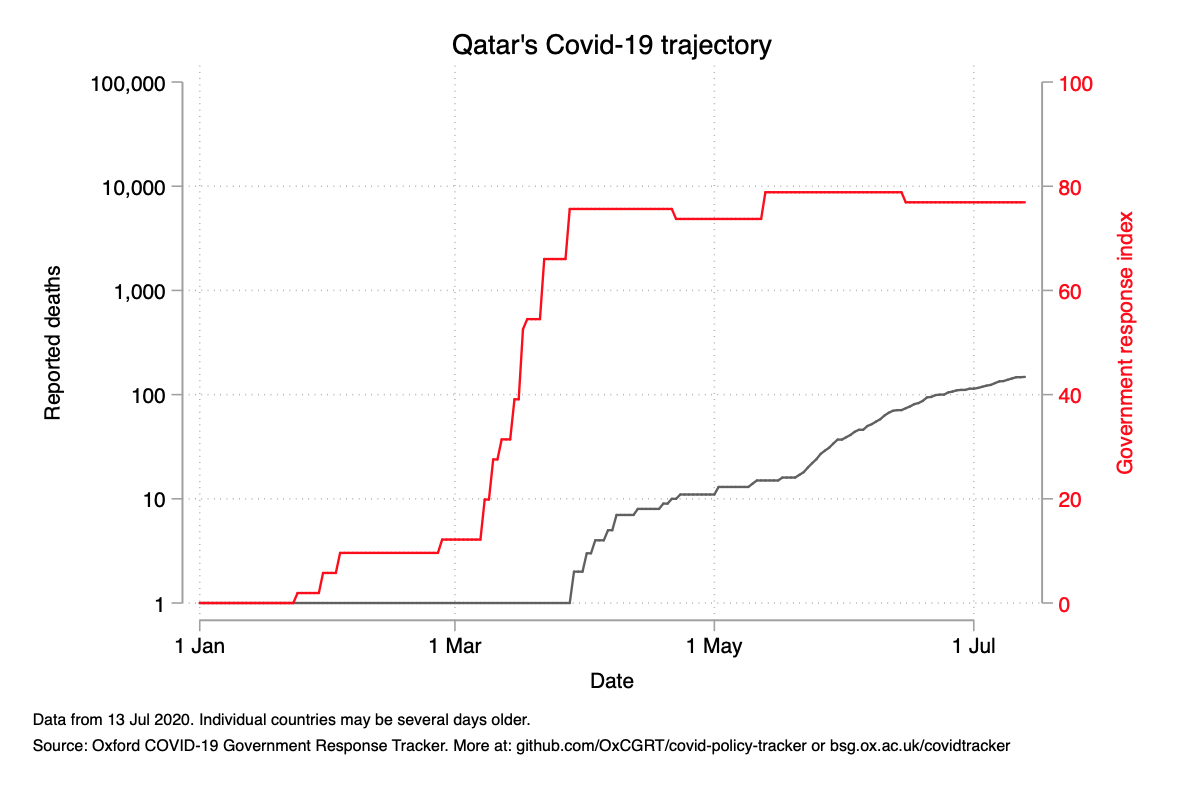 Qatar's Covid-19 trajectory
100,000
10,000
1,000
100
10
1
Reported deaths
100
80
60
40
20
0
Government response index
1 Jan
1 Mar
1 May
1 Jul
Date
Data from 13 Jul 2020. Individual countries may be several days older.
Source: Oxford COVID-19 Government Response Tracker. More at: github.com/OxCGRT/covid-policy-tracker or bsg.ox.ac.uk/covidtracker